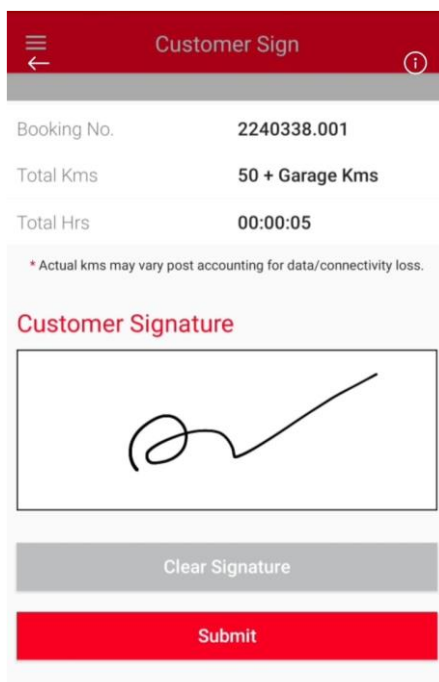 Customer Sign
Booking No. 2240338.001
Total Kms 50 + Garage Kms
Total Hrs 00:00:05
* Actual kms may vary post accounting for data/connectivity loss.
Customer Signature
Clear Signature
Submit